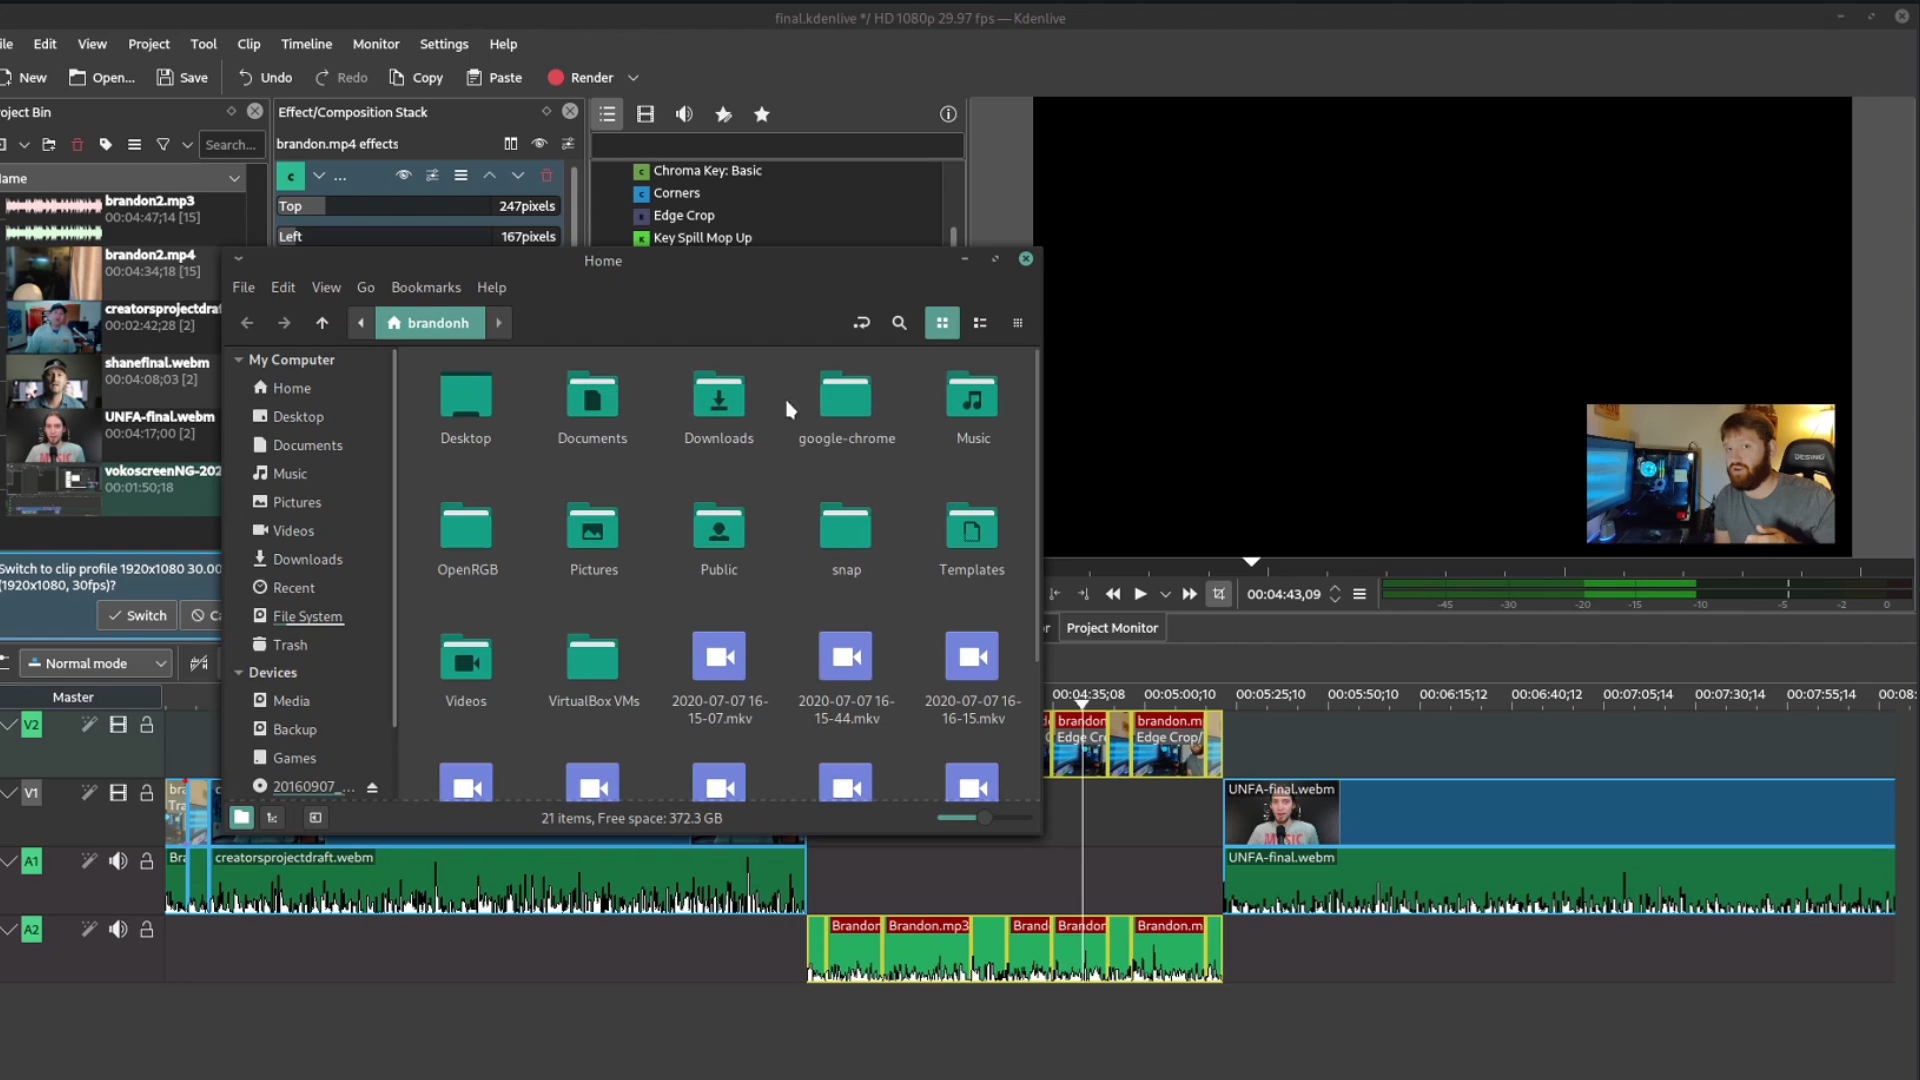 final.kdenlive */ HD 1080p 29.97 fps — Kdenlive
ile Edit View Project Tool Clip Timeline Monitor Settings Help
New Open... Save Undo Redo Copy Paste Render
oject Bin
Search...
ame
brandon2.mp3
00:04:47;14 [15]
brandon2.mp4
00:04:34;18 [15]
creatorsprojectdraf
00:02:42;28 [2]
shanefinal.webm
00:04:08;03 [2]
UNFA-final.webm
00:04:17;00 [2]
vokoscreenNG-202
00:01:50;18
Switch to clip profile 1920x1080 30.00
(1920x1080, 30fps)?
Switch Ca
Effect/Composition Stack
brandon.mp4 effects
c ...
Top 247pixels
Left 167pixels
Chroma Key: Basic
Corners
Edge Crop
Key Spill Mop Up
Home
File Edit View Go Bookmarks Help
brandonh
My Computer
Home
Desktop
Documents
Music
Pictures
Videos
Downloads
Recent
File System
Trash
Devices
Media
Backup
Games
20160907_...
Desktop Documents Downloads google-chrome Music
OpenRGB Pictures Public snap Templates
Videos VirtualBox VMs 2020-07-07 16-15-07.mkv 2020-07-07 16-15-44.mkv 2020-07-07 16-16-15.mkv
21 items, Free space: 372.3 GB
DESINO
00:04:43,09
-45 -30 -20 -15 -10 -5 -2 0
or Project Monitor
Normal mode
Master
00:04:35;08 00:05:00;10 00:05:25;10 00:05:50;10 00:06:15;12 00:06:40;12 00:07:05;14 00:07:30;14 00:07:55;14 00:08:
V2
brandon brandon.m
Edge Cr Edge Crop/
V1
bra
Tra
UNFA-final.webm
A1
Bra creatorsprojectdraft.webm UNFA-final.webm
A2
Brandor Brandon.mp3 Brand Brandor Brandon.m